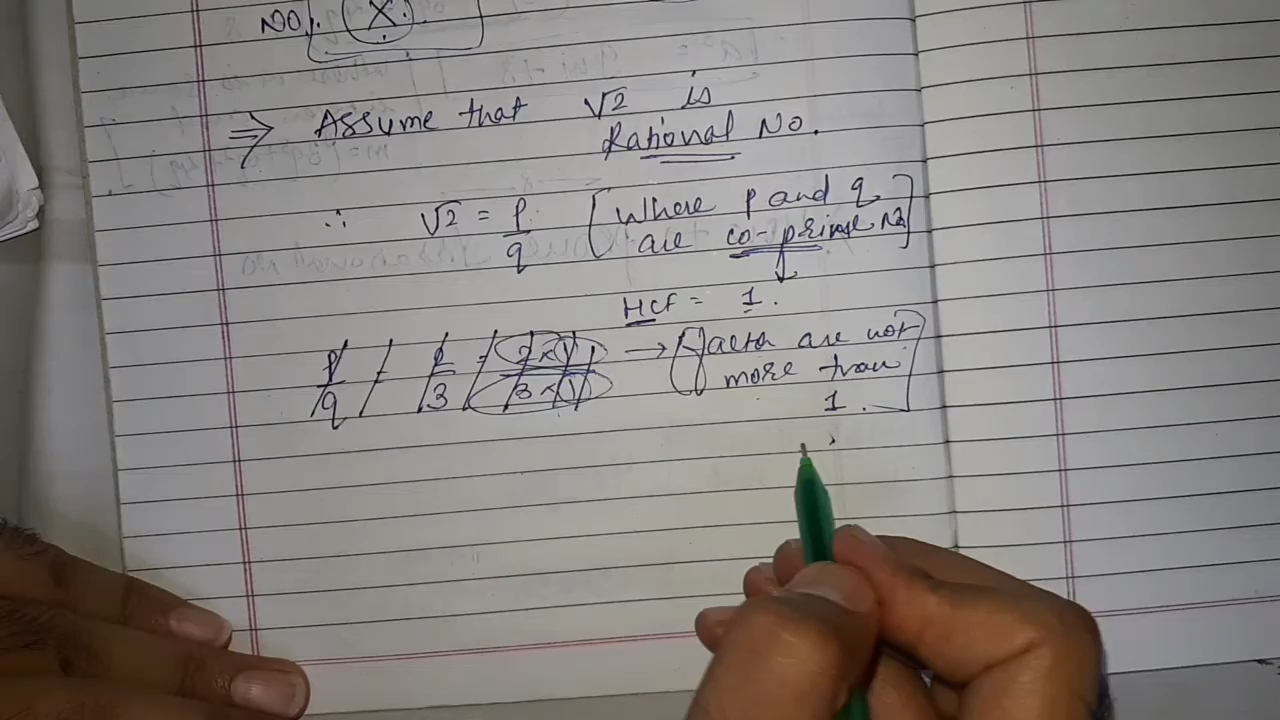 NO. (X.)
⇒ Assume that √2 is
Rational No.
∴ √2 = p/q [Where p and q
are co-prime No]
HCF = 1.
p/q = 2/3 = 2×1/3×1 → [factor are not
more than
1.]